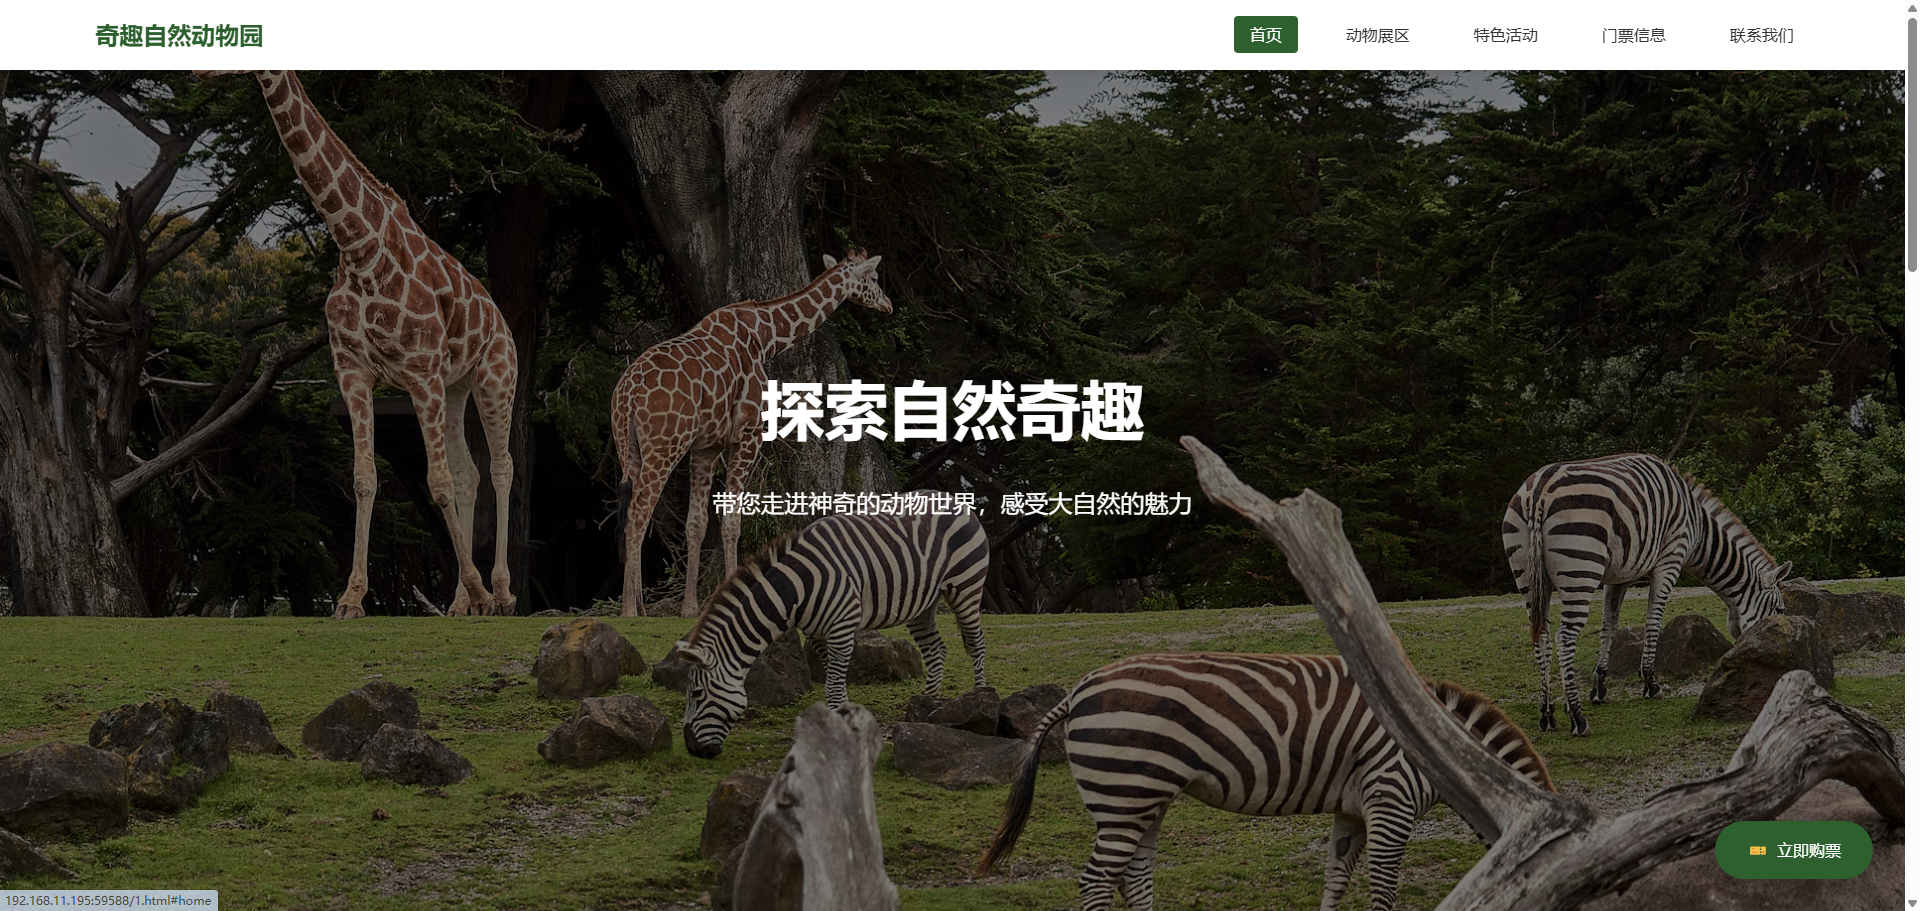 奇趣自然动物园
首页
动物展区
特色活动
门票信息
联系我们
探索自然奇趣
带您走进神奇的动物世界，感受大自然的魅力
立即购票
192.168.11.195:59588/1.html#home